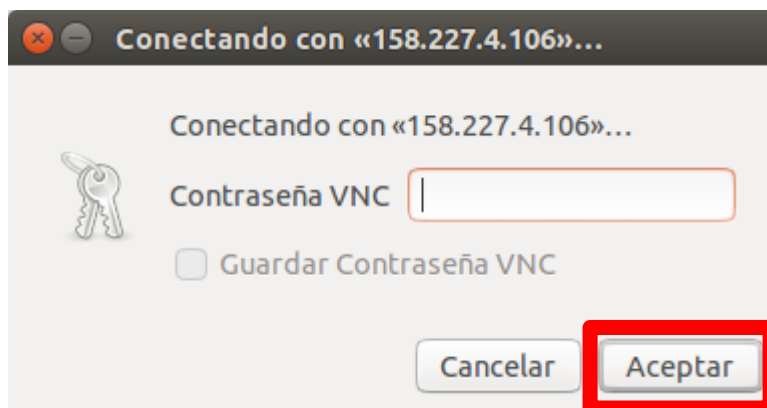 Conectando con «158.227.4.106»...
Conectando con «158.227.4.106»...
Contraseña VNC
Guardar Contraseña VNC
Cancelar Aceptar